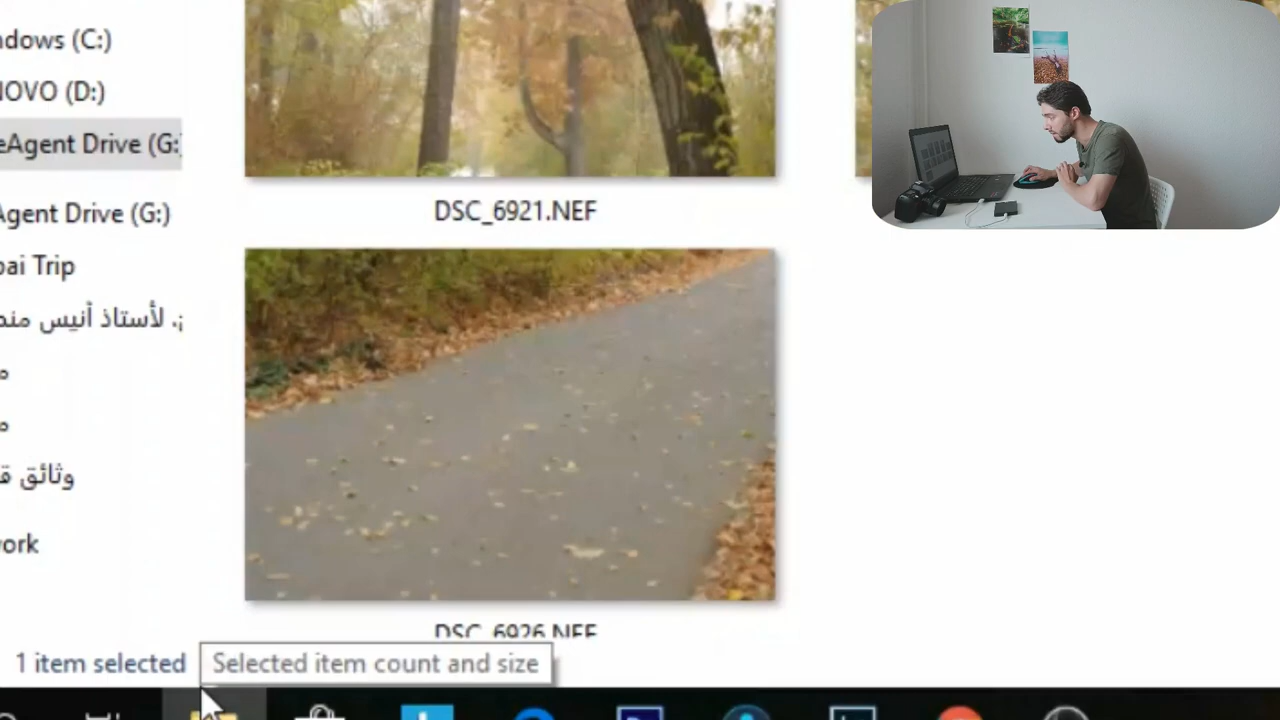 ndows (C:)
NOVO (D:)
eAgent Drive (G:
Agent Drive (G:)
DSC_6921.NEF
bai Trip
لأستاذ أنيس
وثائق
ork
DSC_6926.NEF
1 item selected
Selected item count and size